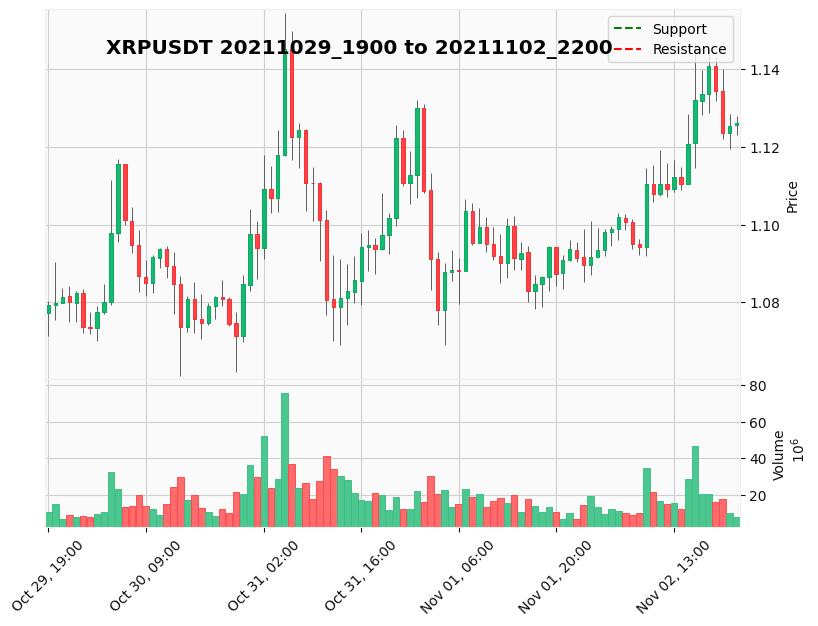 XRPUSDT 20211029_1900 to 20211102_2200
Support
Resistance
1.14
1.12
1.10
1.08
Price
80
60
40
20
Volume
10^6
Oct 29, 19:00
Oct 30, 09:00
Oct 31, 02:00
Oct 31, 16:00
Nov 01, 06:00
Nov 01, 20:00
Nov 02, 13:00